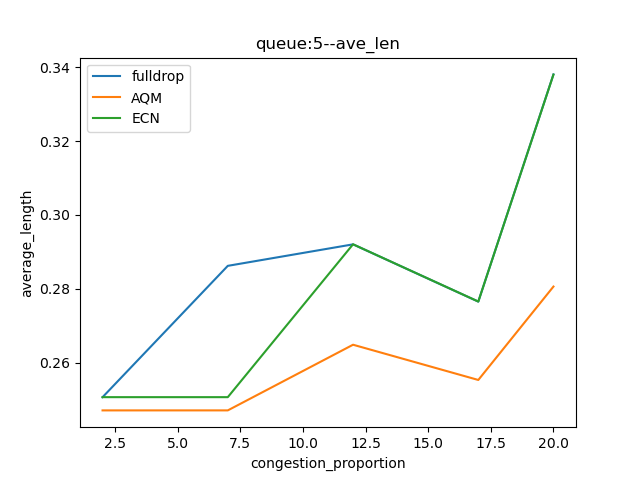 queue:5--ave_len
fulldrop
AQM
ECN
average_length
0.34
0.32
0.30
0.28
0.26
2.5 5.0 7.5 10.0 12.5 15.0 17.5 20.0
congestion_proportion